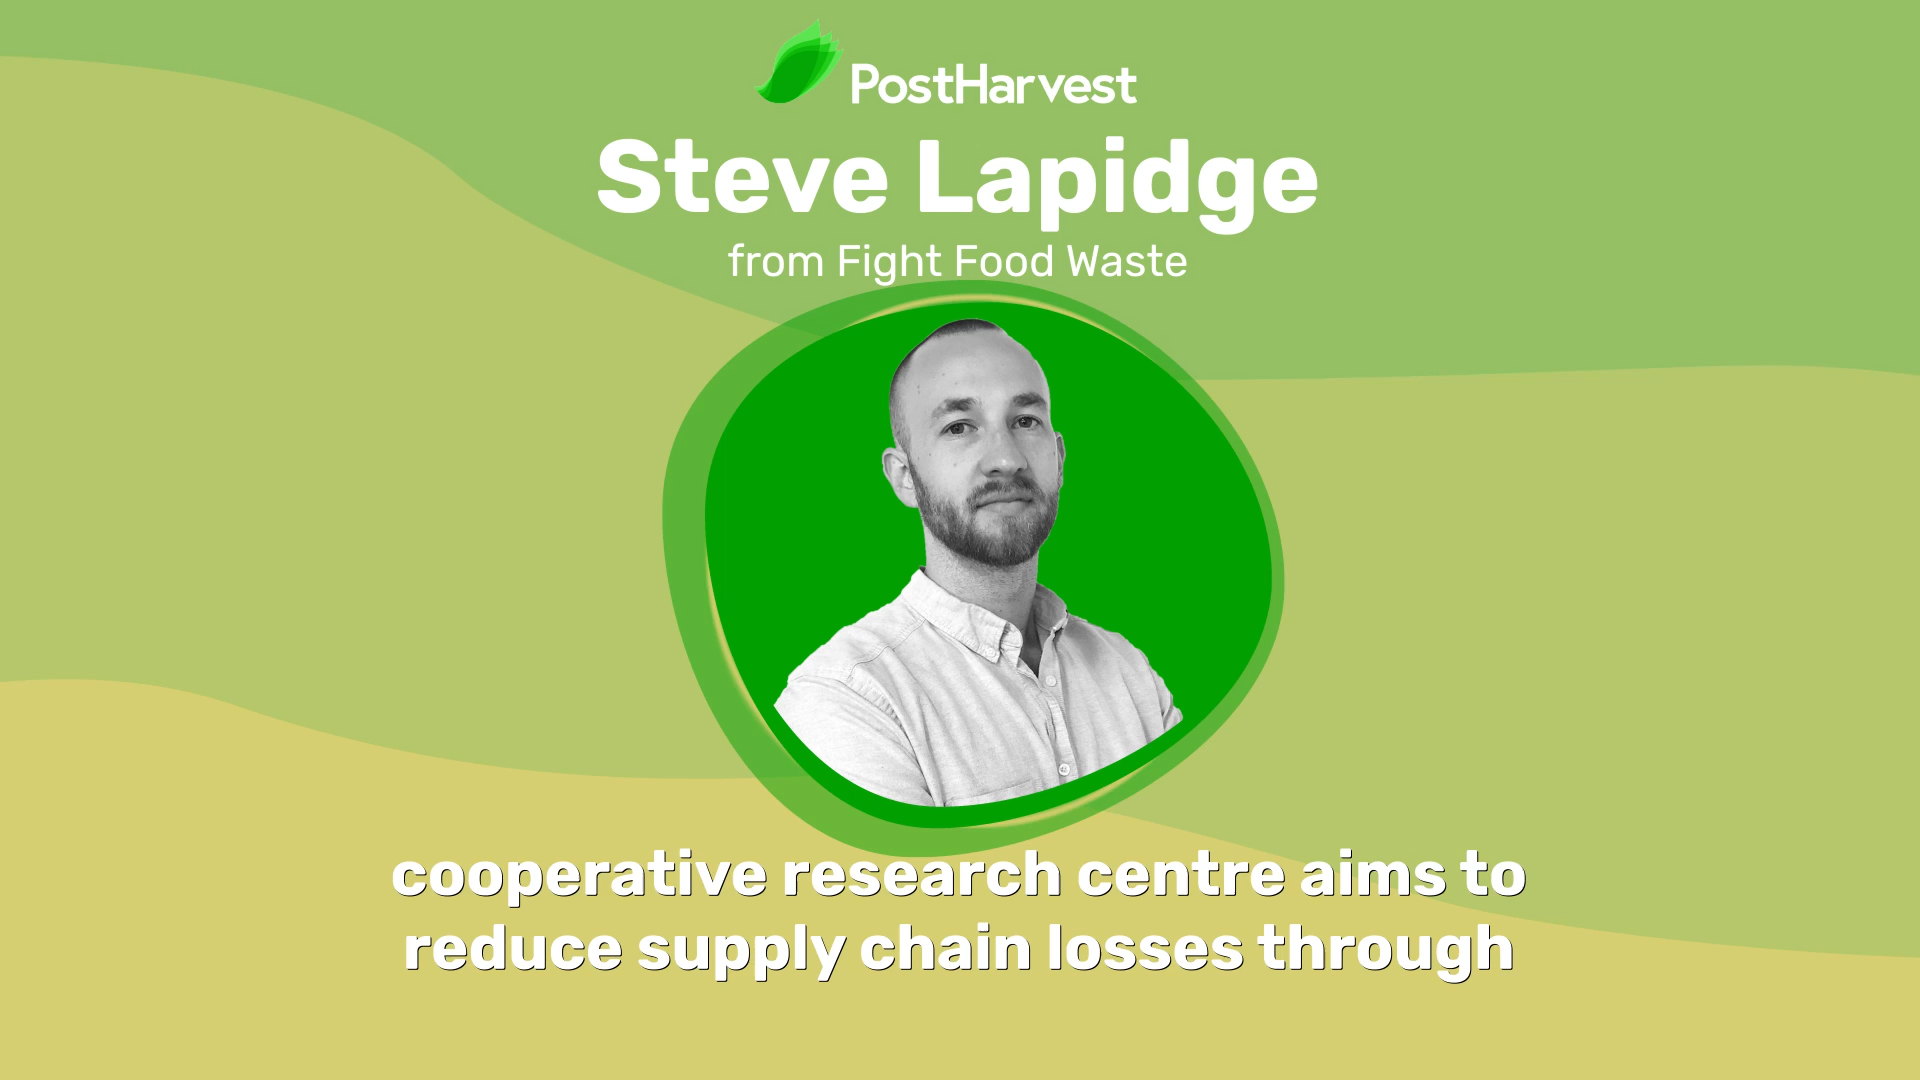 PostHarvest
Steve Lapidge
from Fight Food Waste
cooperative research centre aims to
reduce supply chain losses through